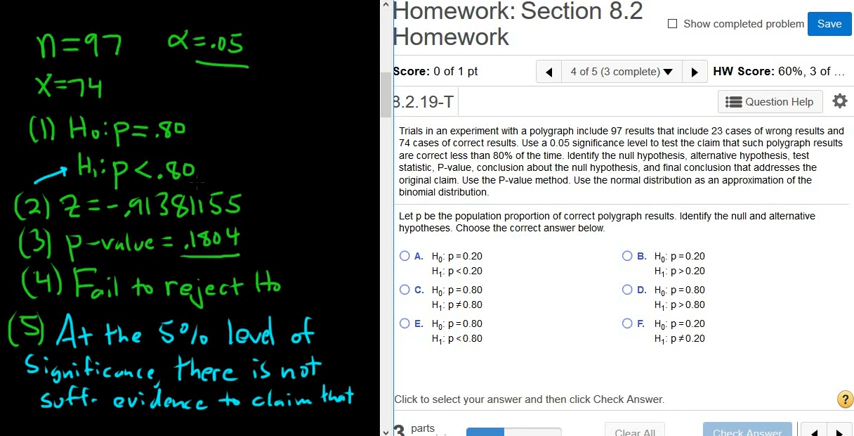 n=97 α=.05
x=74
(1) H₀: p=.80
H₁: p<.80
(2) Z=-.91381155
(3) p-value = .1804
(4) Fail to reject H₀
(5) At the 5% level of
significance, there is not
suff. evidence to claim that
Homework: Section 8.2
Homework
Show completed problem
Save
Score: 0 of 1 pt
4 of 5 (3 complete)
HW Score: 60%, 3 of ...
8.2.19-T
Question Help
Trials in an experiment with a polygraph include 97 results that include 23 cases of wrong results and
74 cases of correct results. Use a 0.05 significance level to test the claim that such polygraph results
are correct less than 80% of the time. Identify the null hypothesis, alternative hypothesis, test
statistic, P-value, conclusion about the null hypothesis, and final conclusion that addresses the
original claim. Use the P-value method. Use the normal distribution as an approximation of the
binomial distribution.
Let p be the population proportion of correct polygraph results. Identify the null and alternative
hypotheses. Choose the correct answer below.
A. H₀: p=0.20
H₁: p<0.20
B. H₀: p=0.20
H₁: p>0.20
C. H₀: p=0.80
H₁: p≠0.80
D. H₀: p=0.80
H₁: p>0.80
E. H₀: p=0.80
H₁: p<0.80
F. H₀: p=0.20
H₁: p≠0.20
Click to select your answer and then click Check Answer.
?
3 parts
Clear All
Check Answer